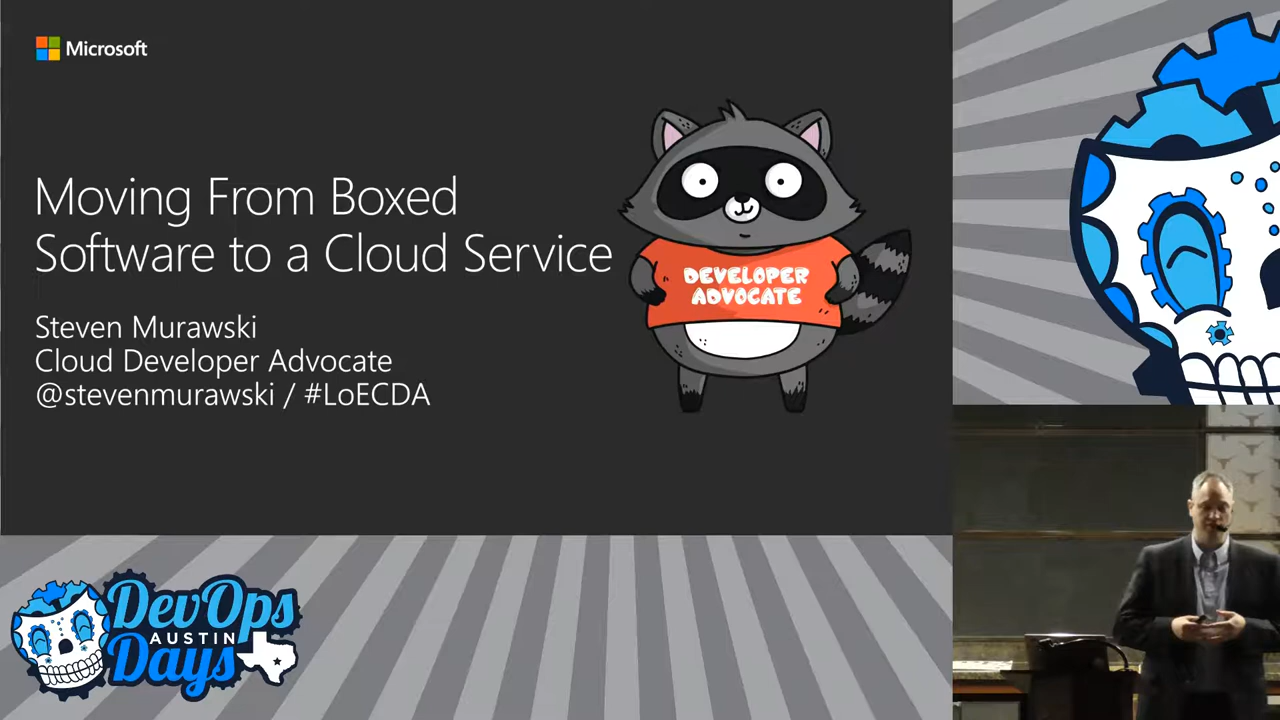 Microsoft
Moving From Boxed
Software to a Cloud Service
Steven Murawski
Cloud Developer Advocate
@stevenmurawski / #LoECDA
DEVELOPER
ADVOCATE
DevOps
AUSTIN
Days